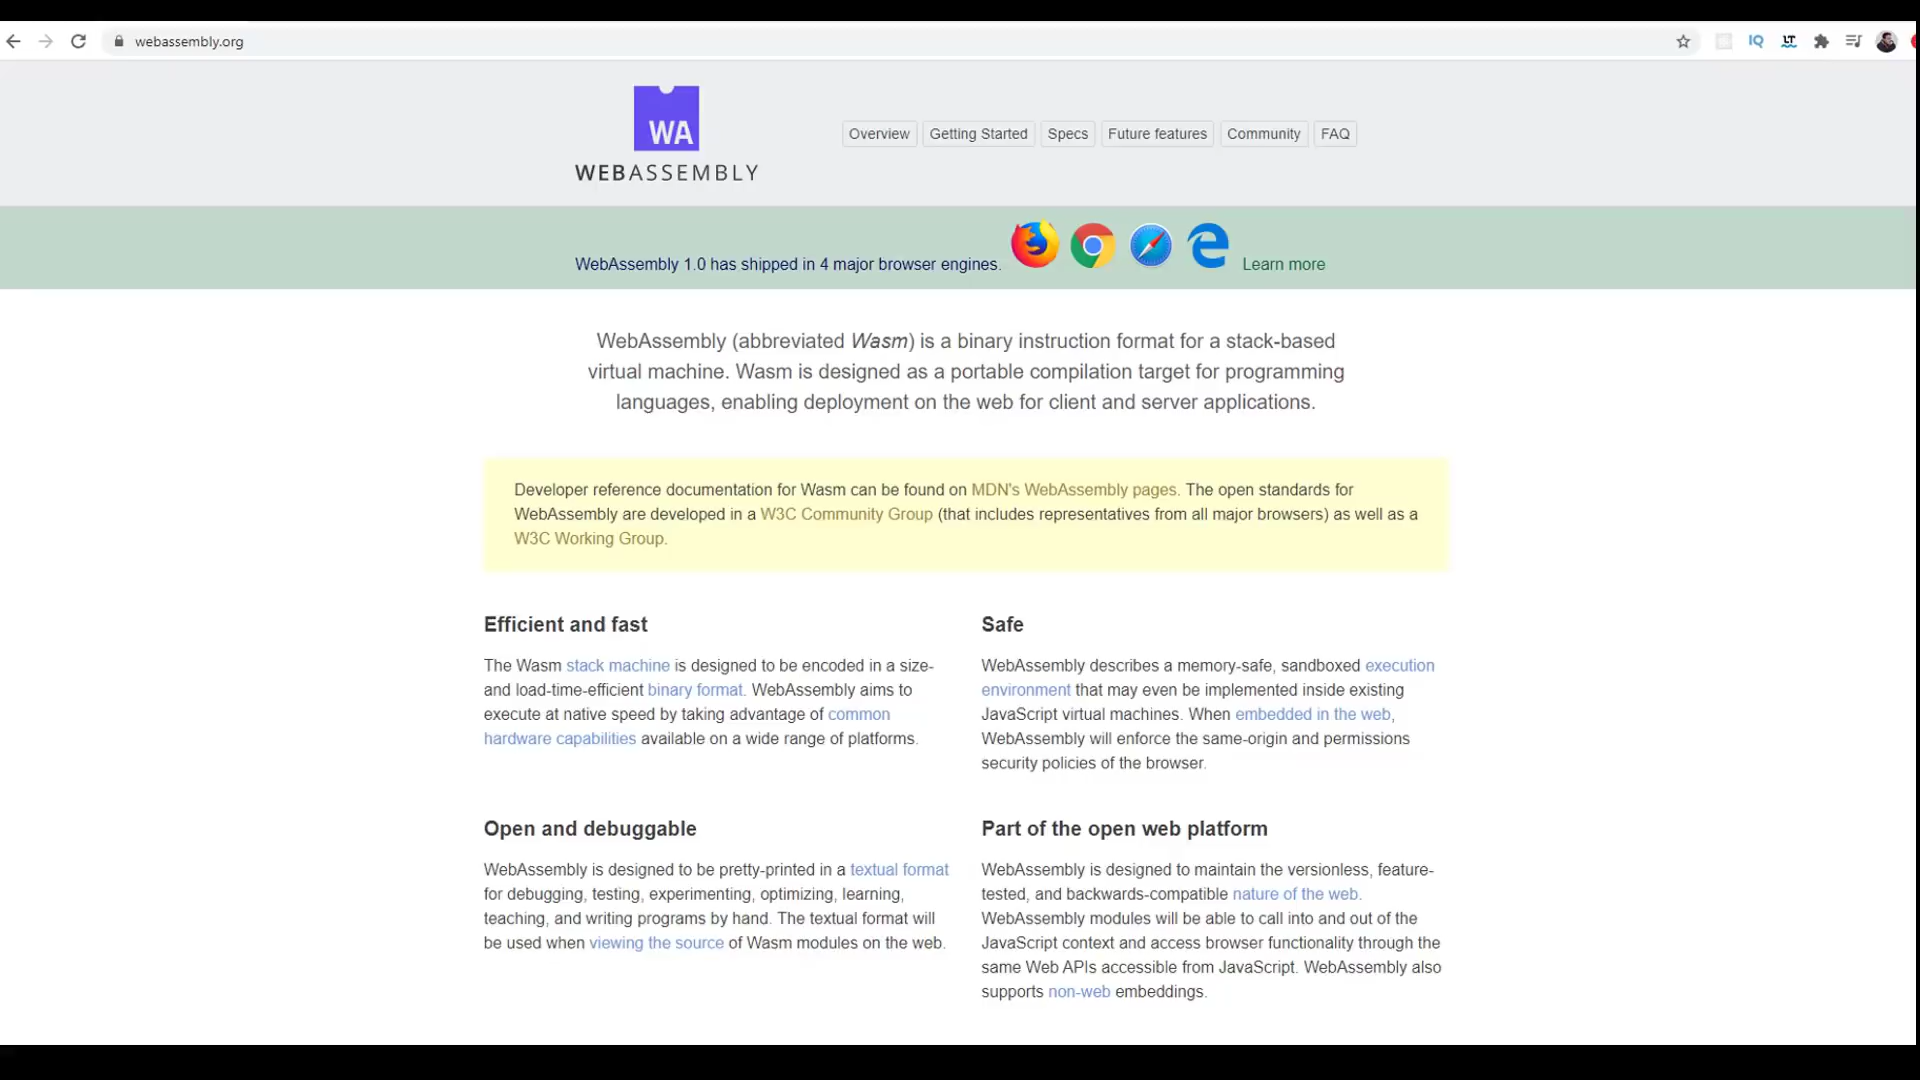 webassembly.org
IQ
LT
WA
WEBASSEMBLY
Overview
Getting Started
Specs
Future features
Community
FAQ
WebAssembly 1.0 has shipped in 4 major browser engines.
Learn more
WebAssembly (abbreviated Wasm) is a binary instruction format for a stack-based
virtual machine. Wasm is designed as a portable compilation target for programming
languages, enabling deployment on the web for client and server applications.
Developer reference documentation for Wasm can be found on MDN's WebAssembly pages. The open standards for
WebAssembly are developed in a W3C Community Group (that includes representatives from all major browsers) as well as a
W3C Working Group.
Efficient and fast
The Wasm stack machine is designed to be encoded in a size-
and load-time-efficient binary format. WebAssembly aims to
execute at native speed by taking advantage of common
hardware capabilities available on a wide range of platforms.
Safe
WebAssembly describes a memory-safe, sandboxed execution
environment that may even be implemented inside existing
JavaScript virtual machines. When embedded in the web,
WebAssembly will enforce the same-origin and permissions
security policies of the browser.
Open and debuggable
WebAssembly is designed to be pretty-printed in a textual format
for debugging, testing, experimenting, optimizing, learning,
teaching, and writing programs by hand. The textual format will
be used when viewing the source of Wasm modules on the web.
Part of the open web platform
WebAssembly is designed to maintain the versionless, feature-
tested, and backwards-compatible nature of the web.
WebAssembly modules will be able to call into and out of the
JavaScript context and access browser functionality through the
same Web APIs accessible from JavaScript. WebAssembly also
supports non-web embeddings.